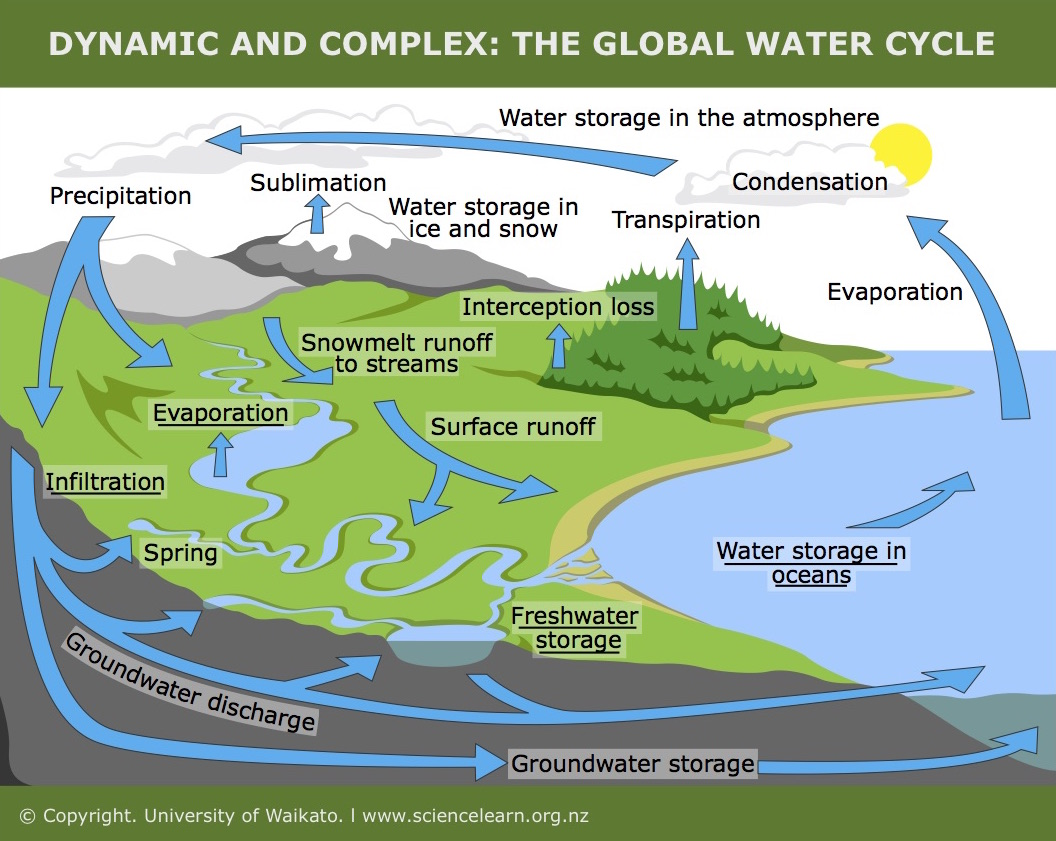 DYNAMIC AND COMPLEX: THE GLOBAL WATER CYCLE
Water storage in the atmosphere
Condensation
Precipitation
Sublimation
Water storage in
ice and snow
Transpiration
Evaporation
Interception loss
Snowmelt runoff
to streams
Evaporation
Surface runoff
Infiltration
Spring
Water storage in
oceans
Freshwater
storage
Groundwater discharge
Groundwater storage
© Copyright. University of Waikato. l www.sciencelearn.org.nz